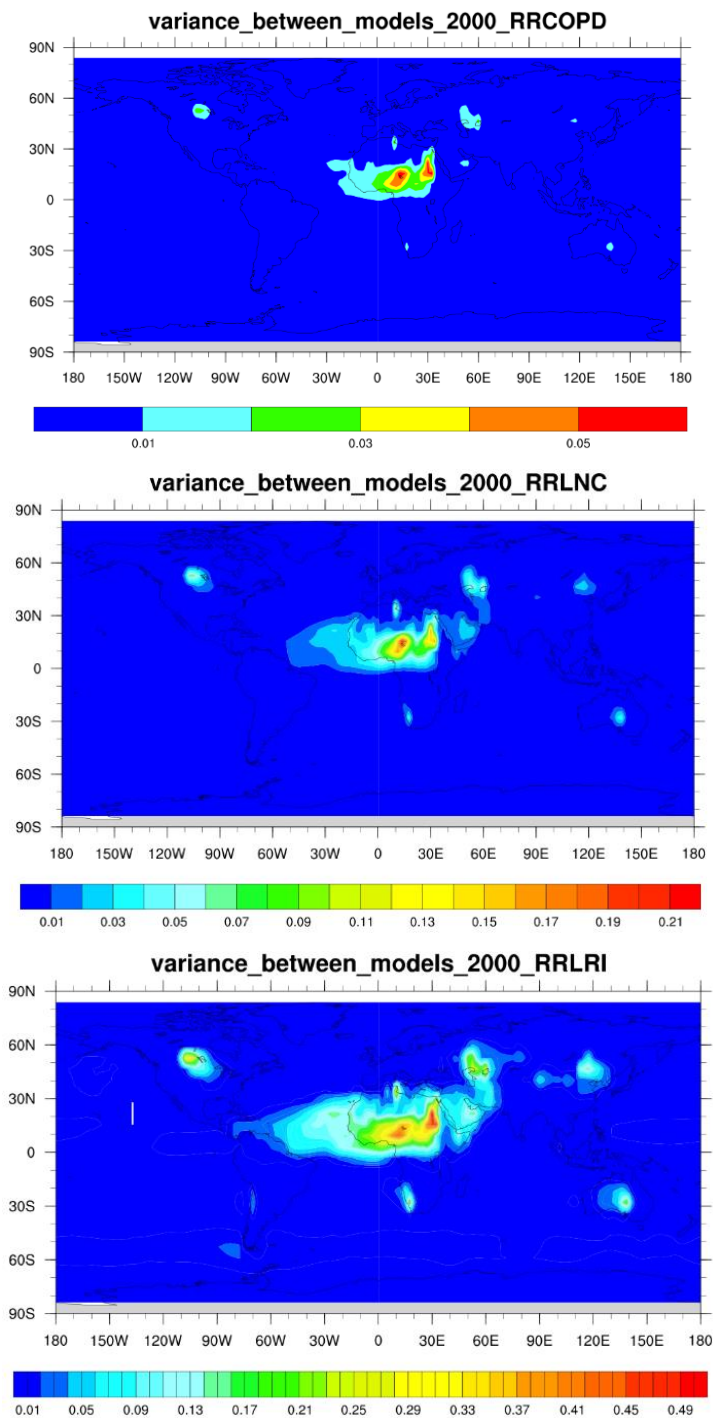 variance_between_models_2000_RRCOPD
90N
60N
30N
0
30S
60S
90S
180 150W 120W 90W 60W 30W 0 30E 60E 90E 120E 150E 180
0.01 0.03 0.05
variance_between_models_2000_RRLNC
90N
60N
30N
0
30S
60S
90S
180 150W 120W 90W 60W 30W 0 30E 60E 90E 120E 150E 180
0.01 0.03 0.05 0.07 0.09 0.11 0.13 0.15 0.17 0.19 0.21
variance_between_models_2000_RRLRI
90N
60N
30N
0
30S
60S
90S
180 150W 120W 90W 60W 30W 0 30E 60E 90E 120E 150E 180
0.01 0.05 0.09 0.13 0.17 0.21 0.25 0.29 0.33 0.37 0.41 0.45 0.49